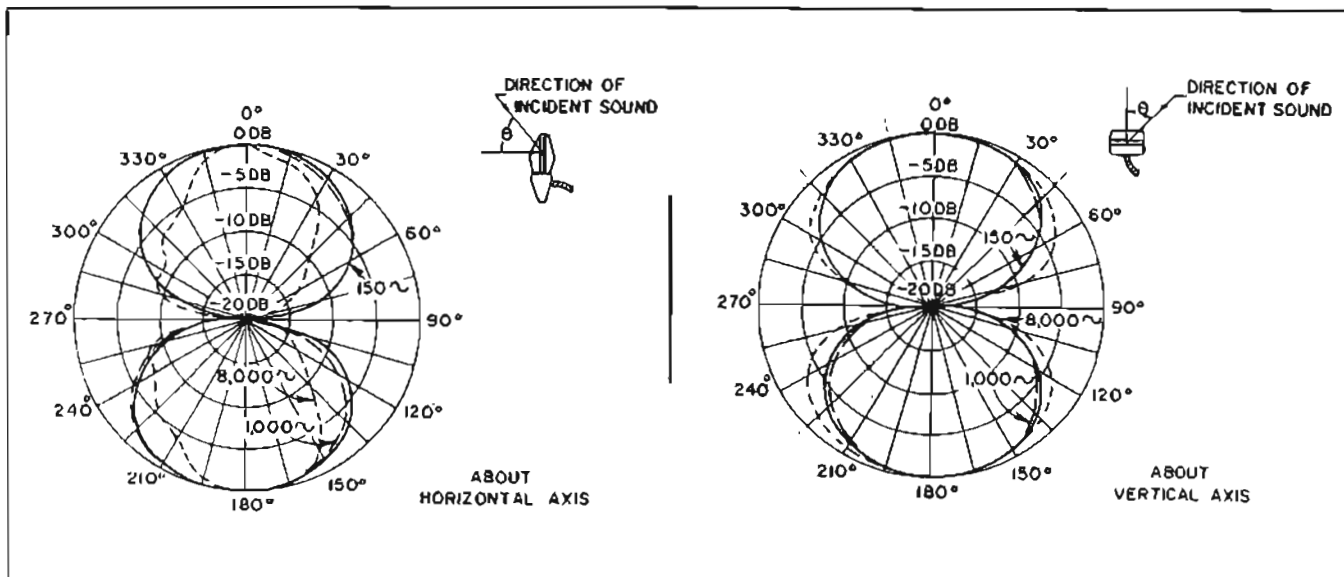 DIRECTION OF
INCIDENT SOUND
θ
0°
0DB
330°
30°
-5DB
-10DB
300°
60°
-15DB
150~
-20DB
270°
90°
8,000~
240°
120°
1,000~
210°
150°
180°
ABOUT
HORIZONTAL AXIS
DIRECTION OF
INCIDENT SOUND
θ
0°
0DB
330°
30°
-5DB
-10DB
300°
60°
150~
-15DB
-20DB
270°
90°
8,000~
1,000~
240°
120°
210°
150°
180°
ABOUT
VERTICAL AXIS